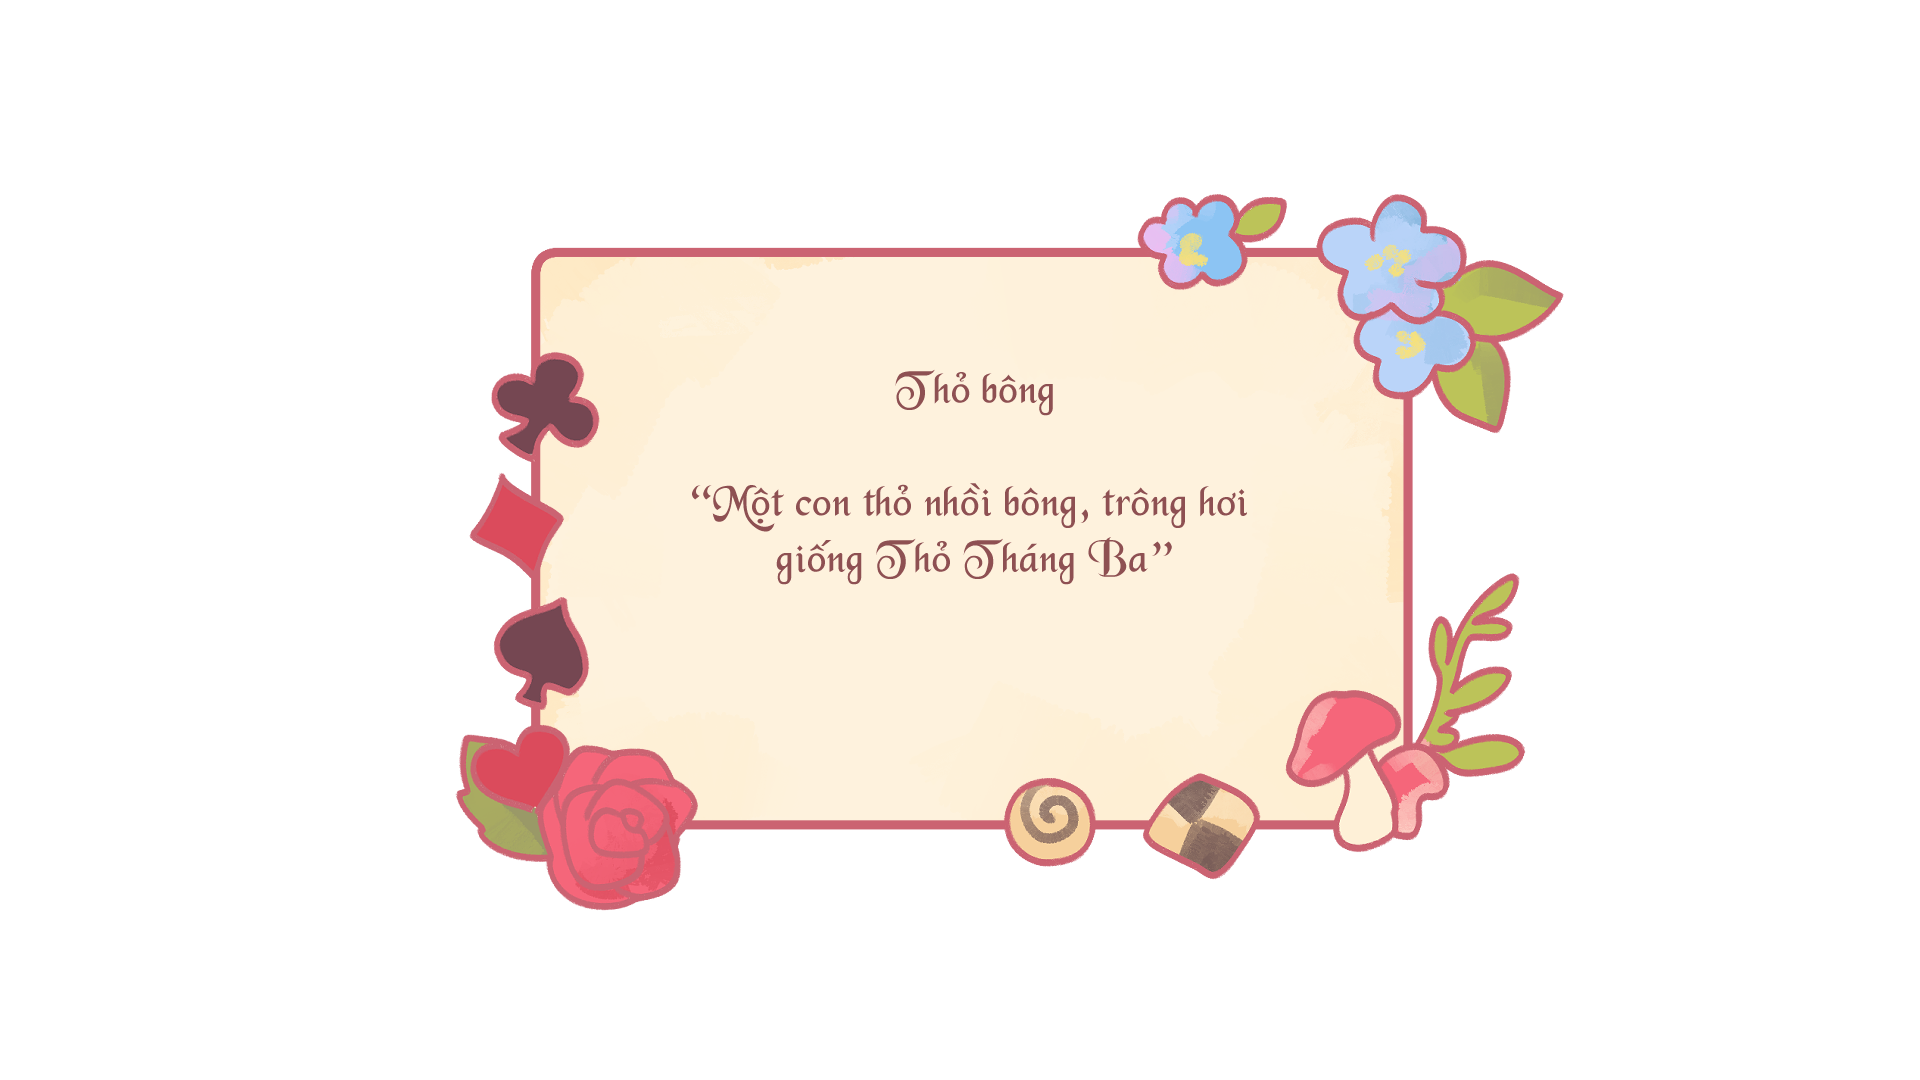 Thỏ bông
“Một con thỏ nhồi bông, trông hơi
giống Thỏ Tháng Ba”